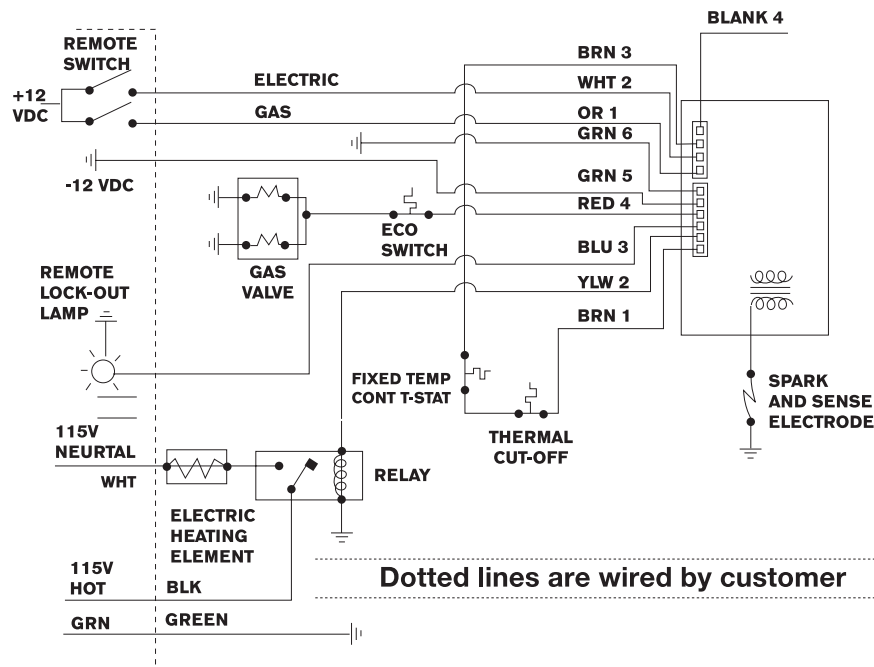 BLANK 4
REMOTE
SWITCH
BRN 3
ELECTRIC
WHT 2
+12
VDC
GAS
OR 1
GRN 6
-12 VDC
GRN 5
RED 4
ECO
SWITCH
BLU 3
GAS
VALVE
REMOTE
LOCK-OUT
LAMP
YLW 2
BRN 1
FIXED TEMP
CONT T-STAT
SPARK
AND SENSE
ELECTRODE
THERMAL
CUT-OFF
115V
NEURTAL
WHT
RELAY
ELECTRIC
HEATING
ELEMENT
115V
HOT
BLK
Dotted lines are wired by customer
GRN
GREEN